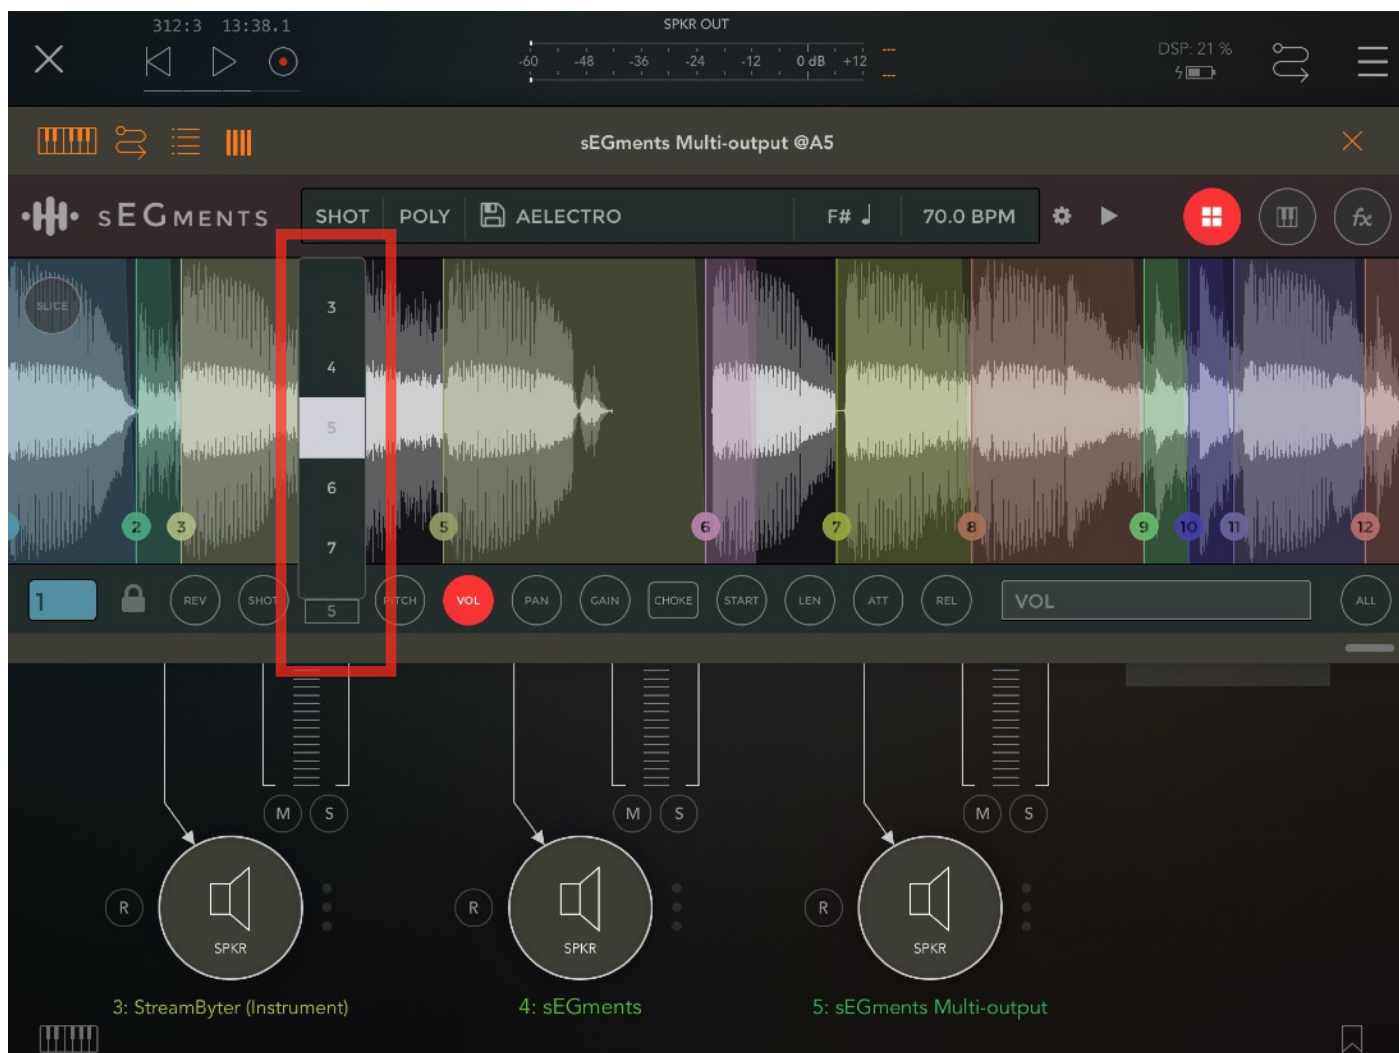 312:3 13:38.1
SPKR OUT
-60 -48 -36 -24 -12 0 dB +12
DSP: 21 %
sEGments Multi-output @A5
sEGmENTS SHOT POLY AELECTRO F# 70.0 BPM fx
SLICE
3
4
5
6
7
2 3 5 6 7 8 9 10 11 12
1 REV SHOT 5 PITCH VOL PAN GAIN CHOKE START LEN ATT REL VOL ALL
M S M S M S
R R R
SPKR SPKR SPKR
3: StreamByter (Instrument) 4: sEGments 5: sEGments Multi-output